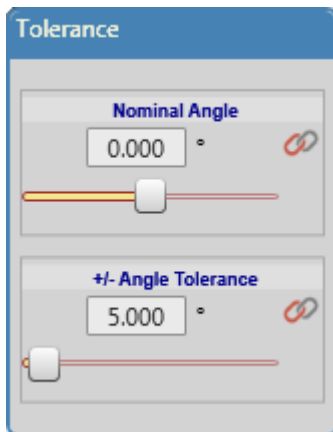 Tolerance
Nominal Angle
0.000 °
+/- Angle Tolerance
5.000 °